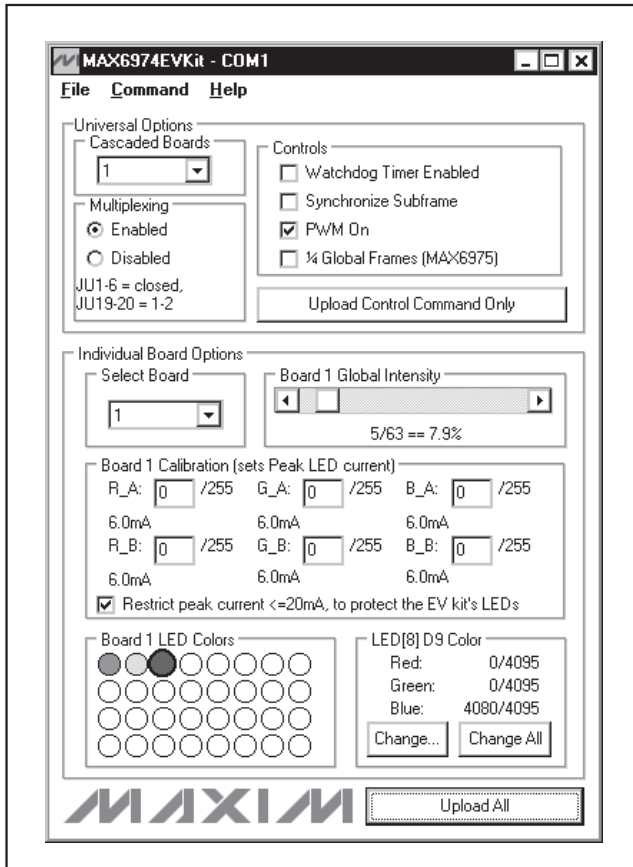 MAX6974EVKit - COM1
File Command Help
Universal Options
Cascaded Boards
1
Multiplexing
Enabled
Disabled
JU1-6 = closed,
JU19-20 = 1-2
Controls
Watchdog Timer Enabled
Synchronize Subframe
PWM On
¼ Global Frames (MAX6975)
Upload Control Command Only
Individual Board Options
Select Board
1
Board 1 Global Intensity
5/63 == 7.9%
Board 1 Calibration (sets Peak LED current)
R_A: 0 /255 G_A: 0 /255 B_A: 0 /255
6.0mA 6.0mA 6.0mA
R_B: 0 /255 G_B: 0 /255 B_B: 0 /255
6.0mA 6.0mA 6.0mA
Restrict peak current <=20mA, to protect the EV kit's LEDs
Board 1 LED Colors
LED[8] D9 Color
Red: 0/4095
Green: 0/4095
Blue: 4080/4095
Change... Change All
MAXIM
Upload All